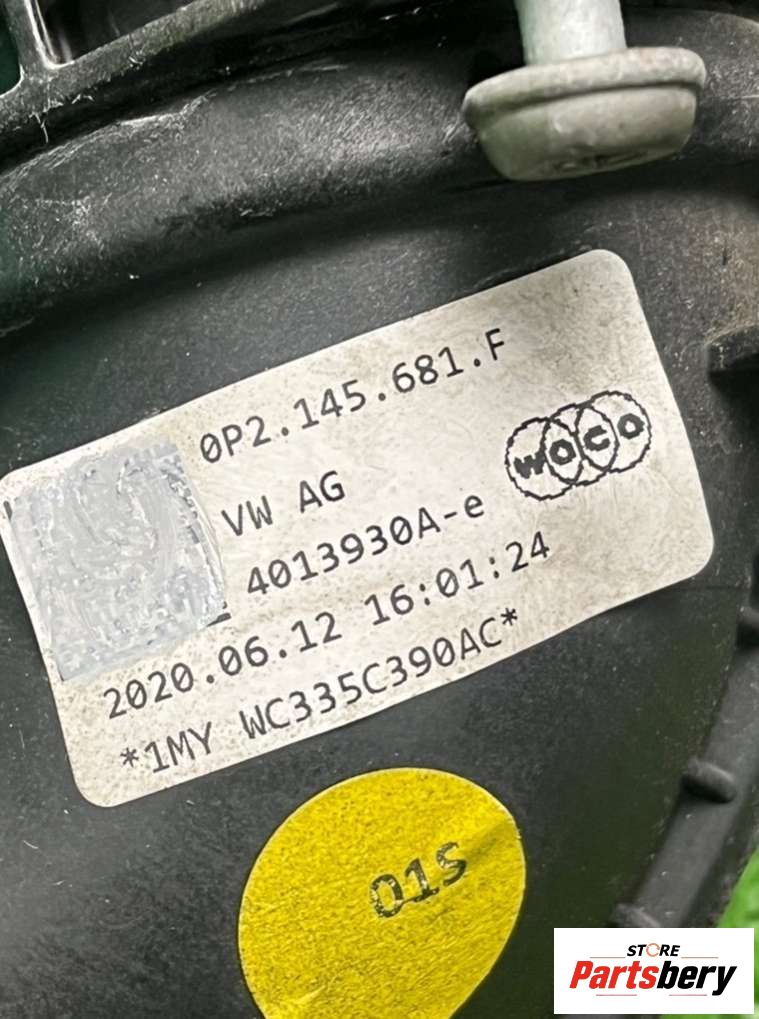 0P2.145.681.F
WOCO
VW AG
4013930A-e
2020.06.12 16:01:24
*1MY WC335C390AC*
01S
STORE
Partsbery